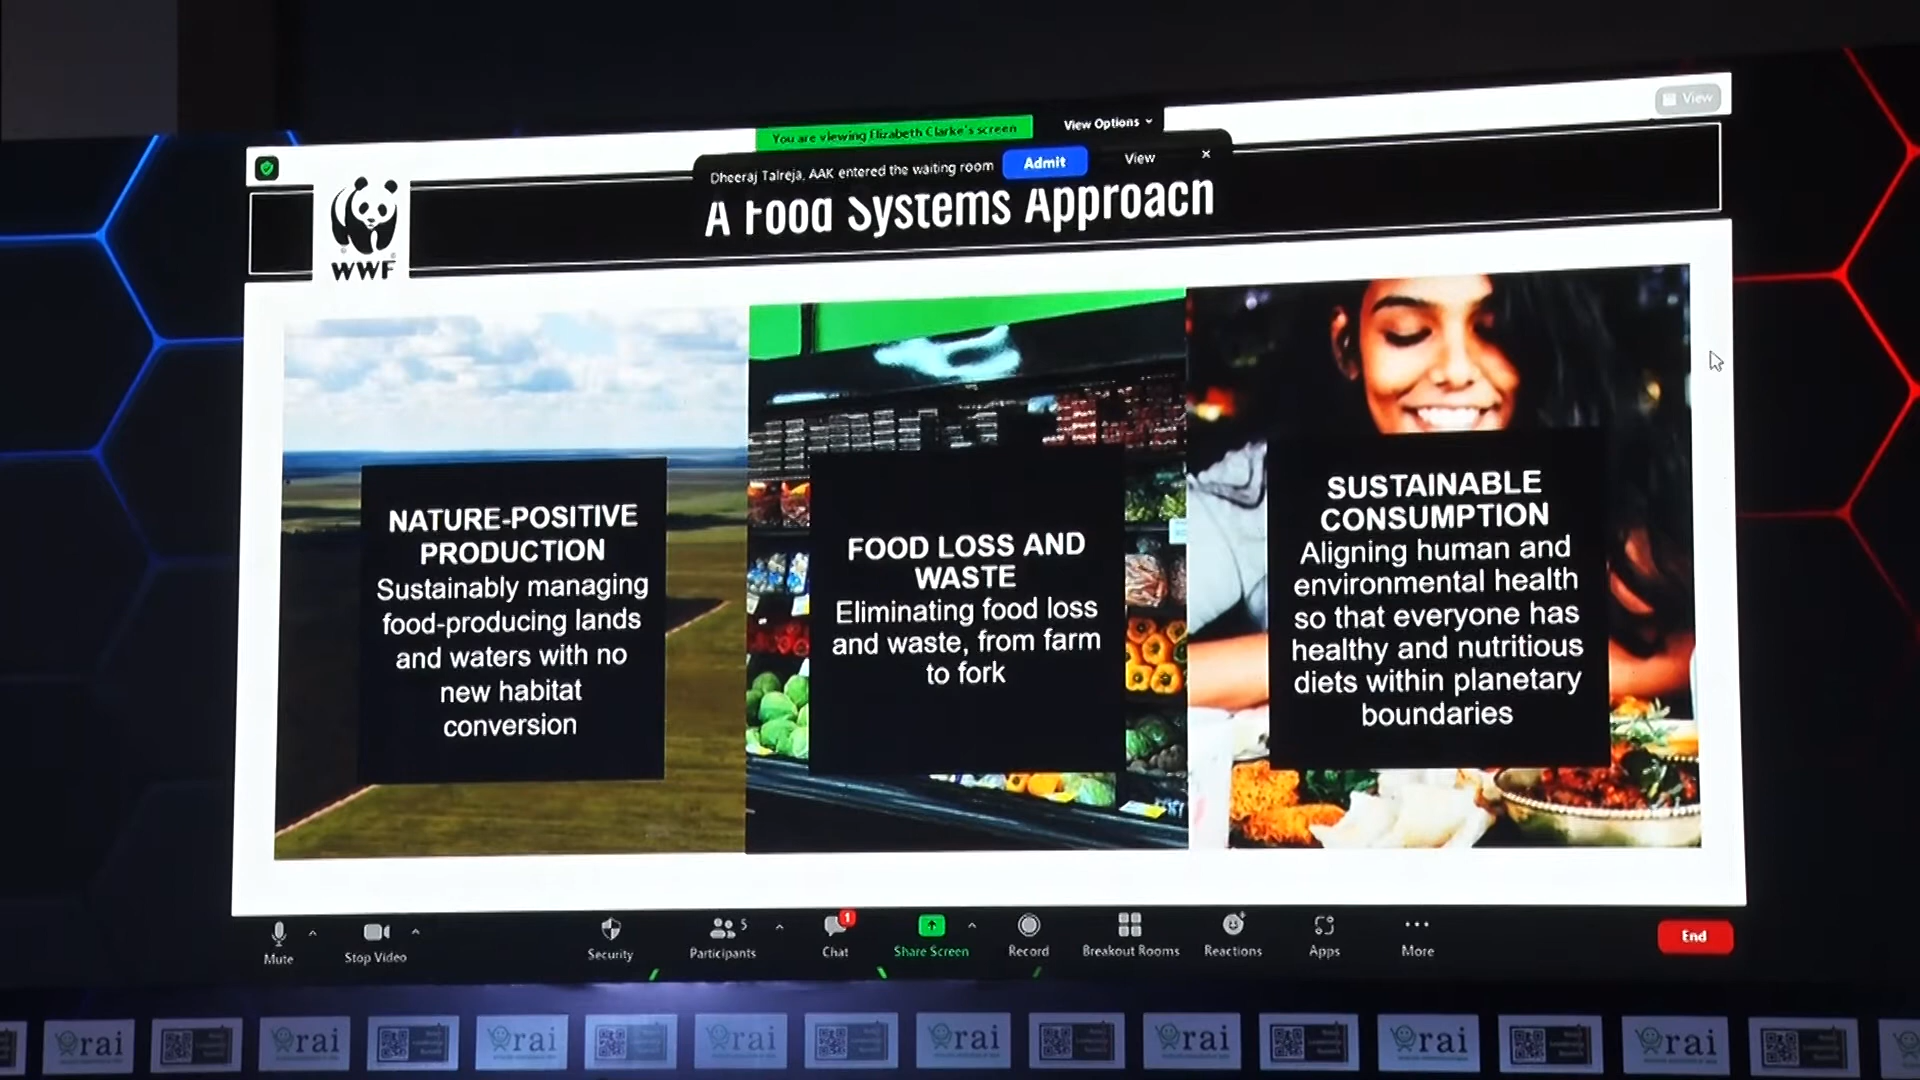 View
You are viewing Elizabeth Clarke's screen
View Options
Dheeraj Talreja, AAK entered the waiting room
Admit
View
A Food Systems Approach
WWF
NATURE-POSITIVE
PRODUCTION
Sustainably managing
food-producing lands
and waters with no
new habitat
conversion
FOOD LOSS AND
WASTE
Eliminating food loss
and waste, from farm
to fork
SUSTAINABLE
CONSUMPTION
Aligning human and
environmental health
so that everyone has
healthy and nutritious
diets within planetary
boundaries
Mute
Stop Video
Security
5
Participants
1
Chat
Share Screen
Record
Breakout Rooms
Reactions
Apps
More
End
rai
rai
rai
rai
rai
rai
rai
rai